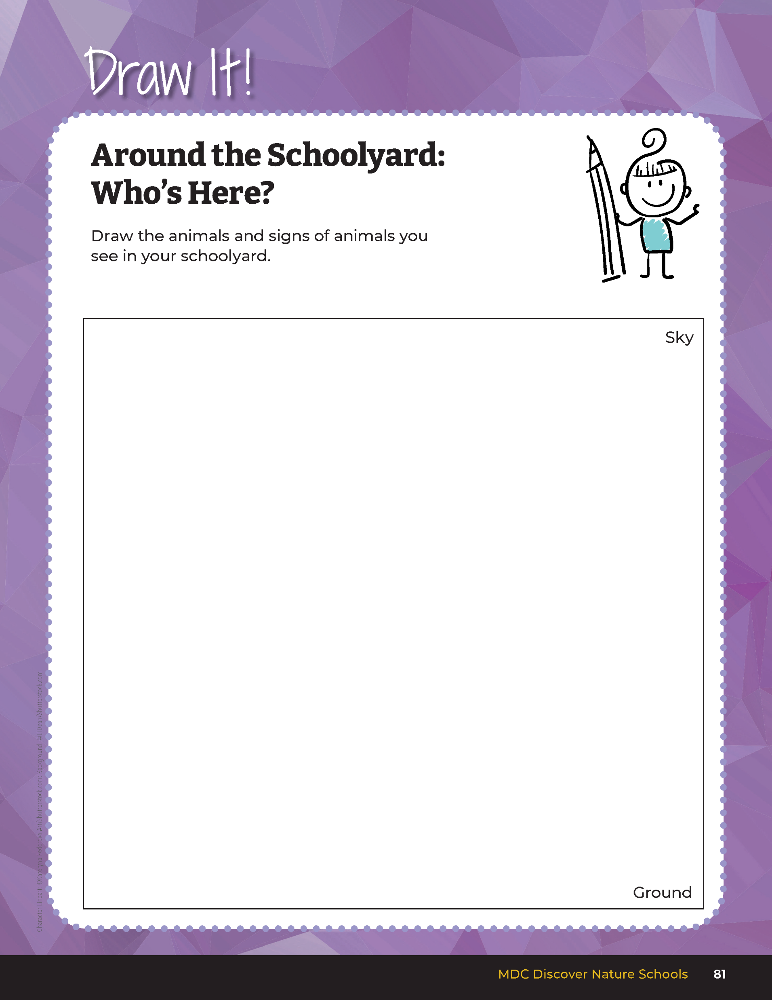 Draw It!
Around the Schoolyard:
Who’s Here?
Draw the animals and signs of animals you
see in your schoolyard.
Sky
Ground
Character Lineart: ©Kateryna Fedorova Art/Shutterstock.com; Background: ©LTDean/Shutterstock.com
MDC Discover Nature Schools 81